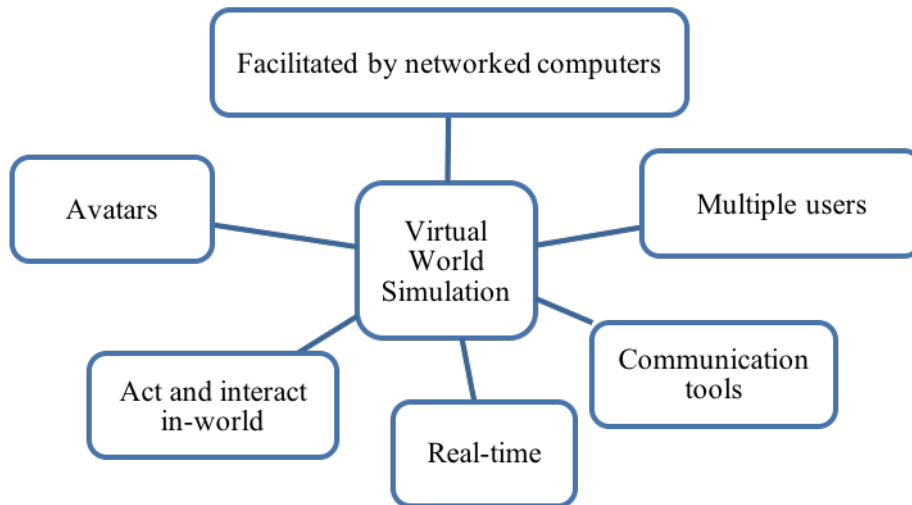 Facilitated by networked computers
Avatars
Multiple users
Virtual
World
Simulation
Act and interact
in-world
Communication
tools
Real-time